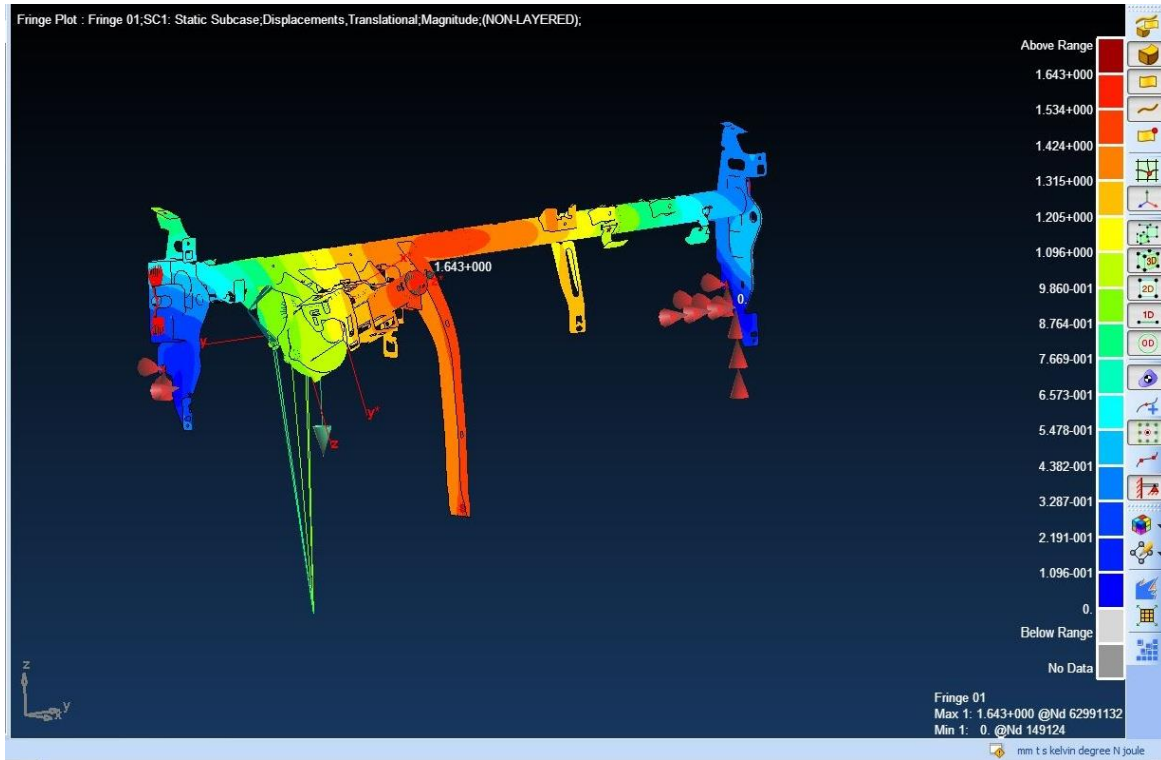 Fringe Plot : Fringe 01;SC1: Static Subcase;Displacements,Translational;Magnitude;(NON-LAYERED);
Above Range
1.643+000
1.534+000
1.424+000
1.315+000
1.205+000
1.096+000
9.860-001
8.764-001
7.669-001
6.573-001
5.478-001
4.382-001
3.287-001
2.191-001
1.096-001
0.
Below Range
No Data
1.643+000
0.
y
y'
z
z
y
x
3D
2D
1D
0D
Fringe 01
Max 1: 1.643+000 @Nd 62991132
Min 1: 0. @Nd 149124
mm t s kelvin degree N joule